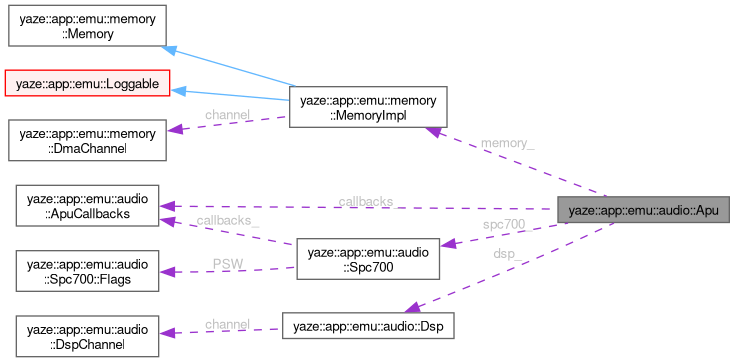 yaze::app::emu::memory
::Memory
yaze::app::emu::Loggable
yaze::app::emu::memory
::MemoryImpl
channel
yaze::app::emu::memory
::DmaChannel
memory_
yaze::app::emu::audio
::ApuCallbacks
callbacks_
yaze::app::emu::audio::Apu
callbacks_
spc700_
yaze::app::emu::audio
::Spc700
dsp_
PSW
yaze::app::emu::audio
::Spc700::Flags
channel
yaze::app::emu::audio::Dsp
yaze::app::emu::audio
::DspChannel